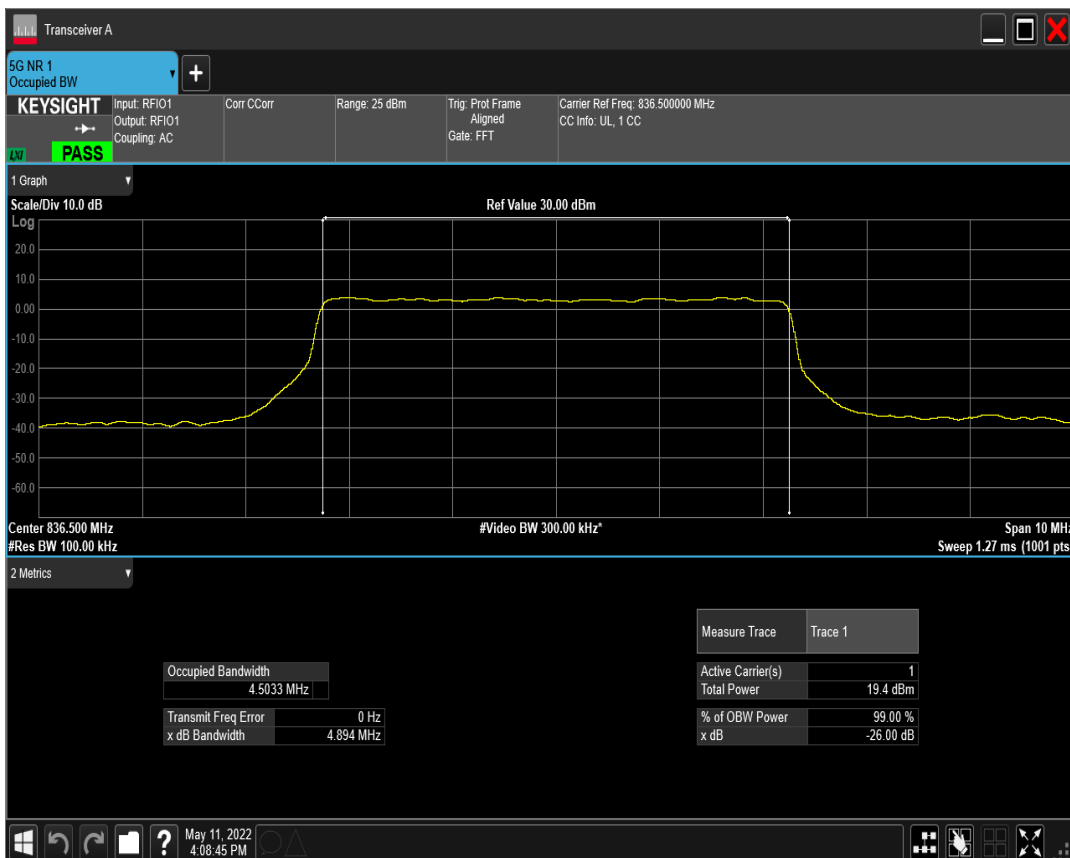 Transceiver A
5G NR 1
Occupied BW
KEYSIGHT
LXI
PASS
Input: RFIO1
Output: RFIO1
Coupling: AC
Corr CCorr
Range: 25 dBm
Trig: Prot Frame
Aligned
Gate: FFT
Carrier Ref Freq: 836.500000 MHz
CC Info: UL, 1 CC
1 Graph
Scale/Div 10.0 dB
Ref Value 30.00 dBm
Log
20.0
10.0
0.00
-10.0
-20.0
-30.0
-40.0
-50.0
-60.0
Center 836.500 MHz
#Video BW 300.00 kHz*
Span 10 MHz
#Res BW 100.00 kHz
Sweep 1.27 ms (1001 pts
2 Metrics
Measure Trace Trace 1
Occupied Bandwidth
4.5033 MHz
Active Carrier(s) 1
Total Power 19.4 dBm
Transmit Freq Error 0 Hz
x dB Bandwidth 4.894 MHz
% of OBW Power 99.00 %
x dB -26.00 dB
May 11, 2022
4:08:45 PM